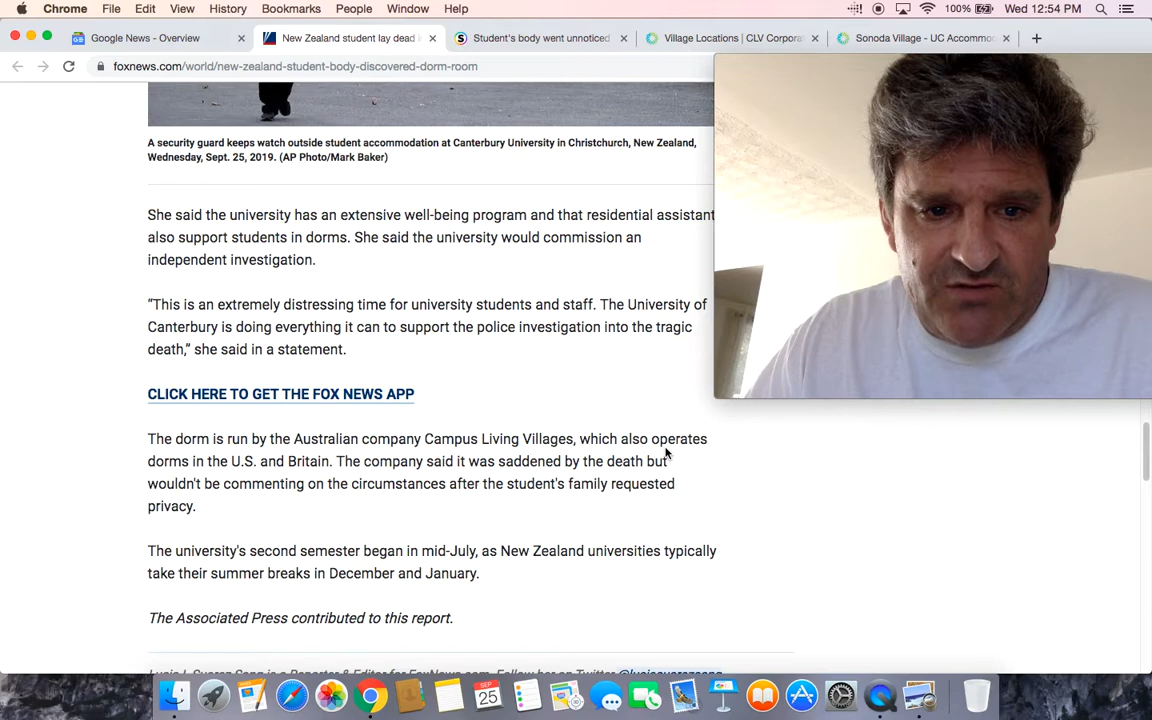 Chrome File Edit View History Bookmarks People Window Help 100% Wed 12:54 PM
Google News - Overview × New Zealand student lay dead i × Student's body went unnoticed × Village Locations | CLV Corpora × Sonoda Village - UC Accommo × +
foxnews.com/world/new-zealand-student-body-discovered-dorm-room
A security guard keeps watch outside student accommodation at Canterbury University in Christchurch, New Zealand,
Wednesday, Sept. 25, 2019. (AP Photo/Mark Baker)
She said the university has an extensive well-being program and that residential assistant
also support students in dorms. She said the university would commission an
independent investigation.
“This is an extremely distressing time for university students and staff. The University of
Canterbury is doing everything it can to support the police investigation into the tragic
death,” she said in a statement.
CLICK HERE TO GET THE FOX NEWS APP
The dorm is run by the Australian company Campus Living Villages, which also operates
dorms in the U.S. and Britain. The company said it was saddened by the death but
wouldn't be commenting on the circumstances after the student's family requested
privacy.
The university's second semester began in mid-July, as New Zealand universities typically
take their summer breaks in December and January.
The Associated Press contributed to this report.
SEP
25